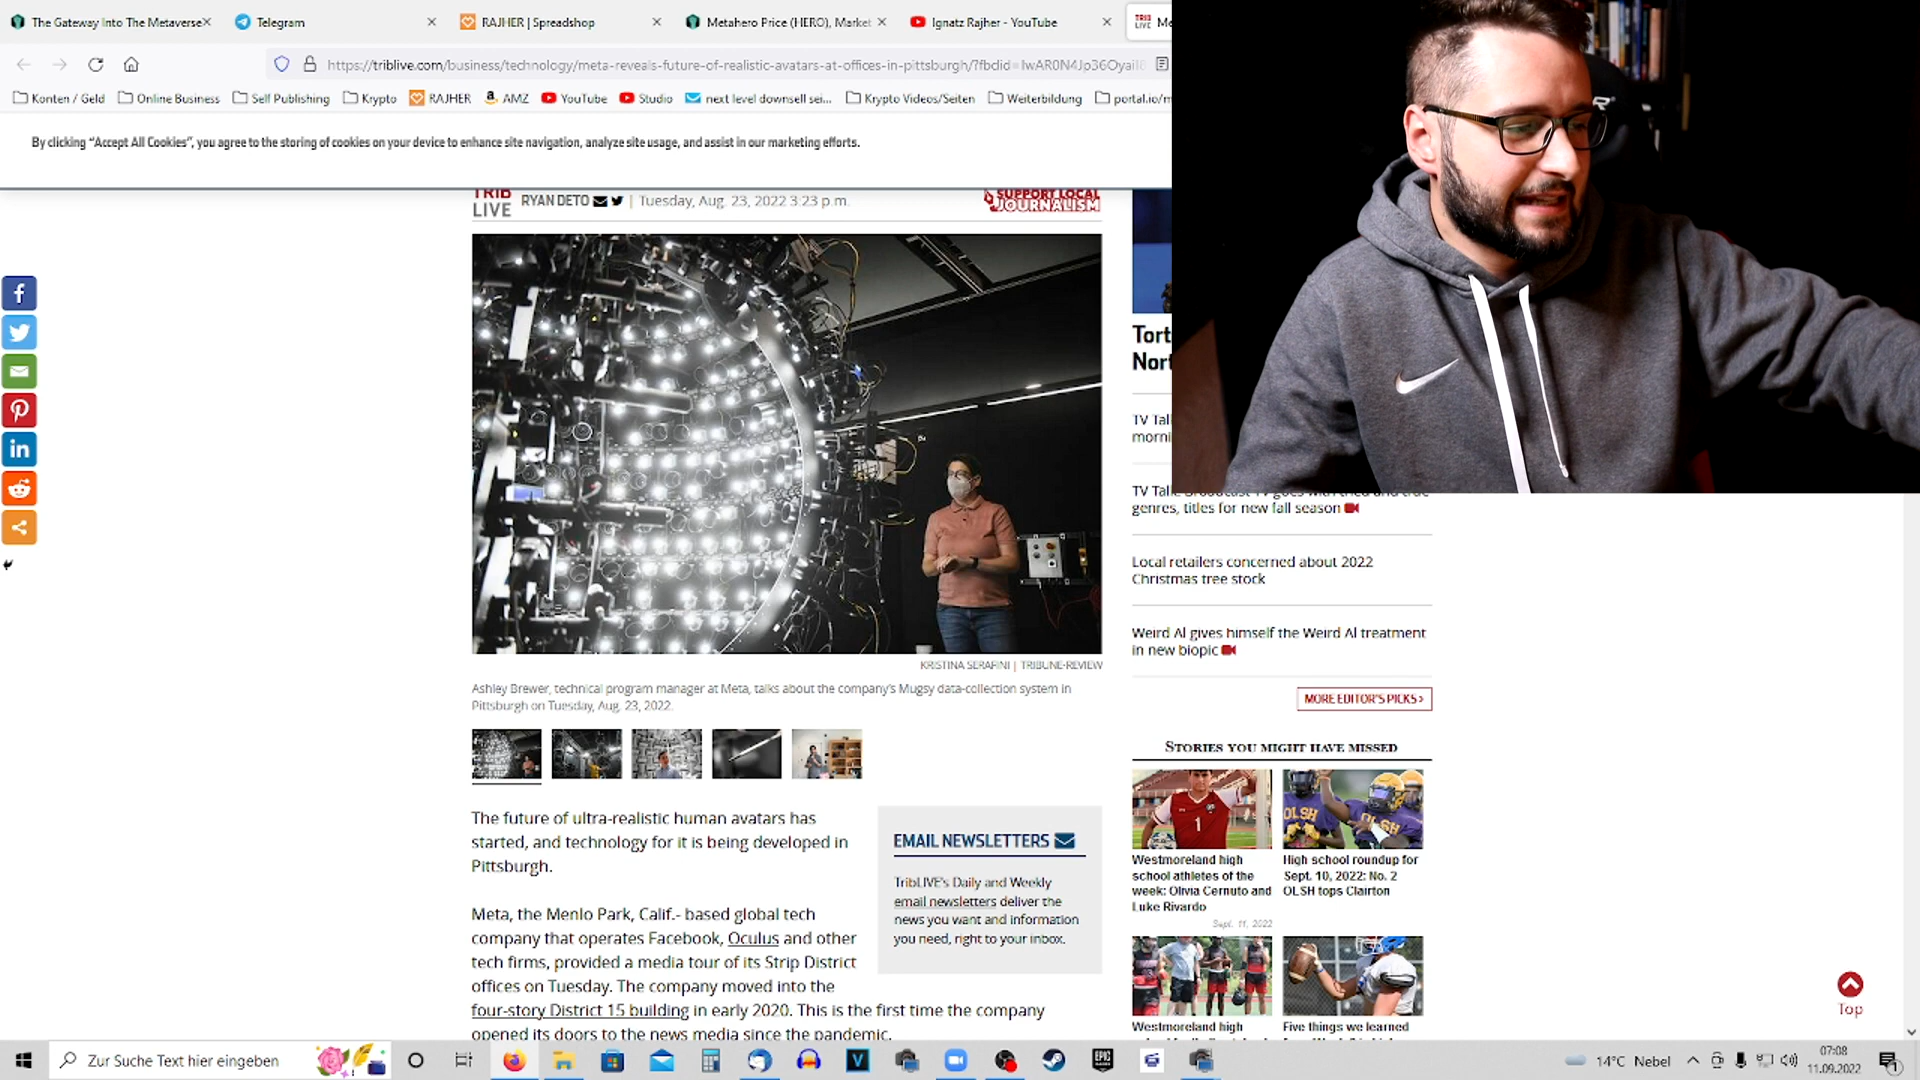 The Gateway Into The Metaverse
Telegram
RAJHER | Spreadshop
Metahero Price (HERO), Market
Ignatz Rajher - YouTube
TRIB LIVE
https://triblive.com/business/technology/meta-reveals-future-of-realistic-avatars-at-offices-in-pittsburgh/?fbclid=IwAR0N4Jp36Oyai
Konten / Geld
Online Business
Self Publishing
Krypto
RAJHER
AMZ
YouTube
Studio
next level downsell sei...
Krypto Videos/Seiten
Weiterbildung
portal.io/m
By clicking “Accept All Cookies”, you agree to the storing of cookies on your device to enhance site navigation, analyze site usage, and assist in our marketing efforts.
TRIB
LIVE
RYAN DETO | Tuesday, Aug. 23, 2022 3:23 p.m.
SUPPORT LOCAL
JOURNALISM
KRISTINA SERAFINI | TRIBUNE-REVIEW
Ashley Brewer, technical program manager at Meta, talks about the company’s Mugsy data-collection system in
Pittsburgh on Tuesday, Aug. 23, 2022.
The future of ultra-realistic human avatars has
started, and technology for it is being developed in
Pittsburgh.
Meta, the Menlo Park, Calif.- based global tech
company that operates Facebook, Oculus and other
tech firms, provided a media tour of its Strip District
offices on Tuesday. The company moved into the
four-story District 15 building in early 2020. This is the first time the company
opened its doors to the news media since the pandemic.
EMAIL NEWSLETTERS
TribLIVE's Daily and Weekly
email newsletters deliver the
news you want and information
you need, right to your inbox.
TV Tal
morni
genres, titles for new fall season
Local retailers concerned about 2022
Christmas tree stock
Weird Al gives himself the Weird Al treatment
in new biopic
MORE EDITOR'S PICKS >
STORIES YOU MIGHT HAVE MISSED
Westmoreland high
school athletes of the
week: Olivia Cernuto and
Luke Rivardo
Sept. 11, 2022
High school roundup for
Sept. 10, 2022: No. 2
OLSH tops Clairton
Westmoreland high
Five things we learned
Top
Zur Suche Text hier eingeben
14°C Nebel
07:08
11.09.2022